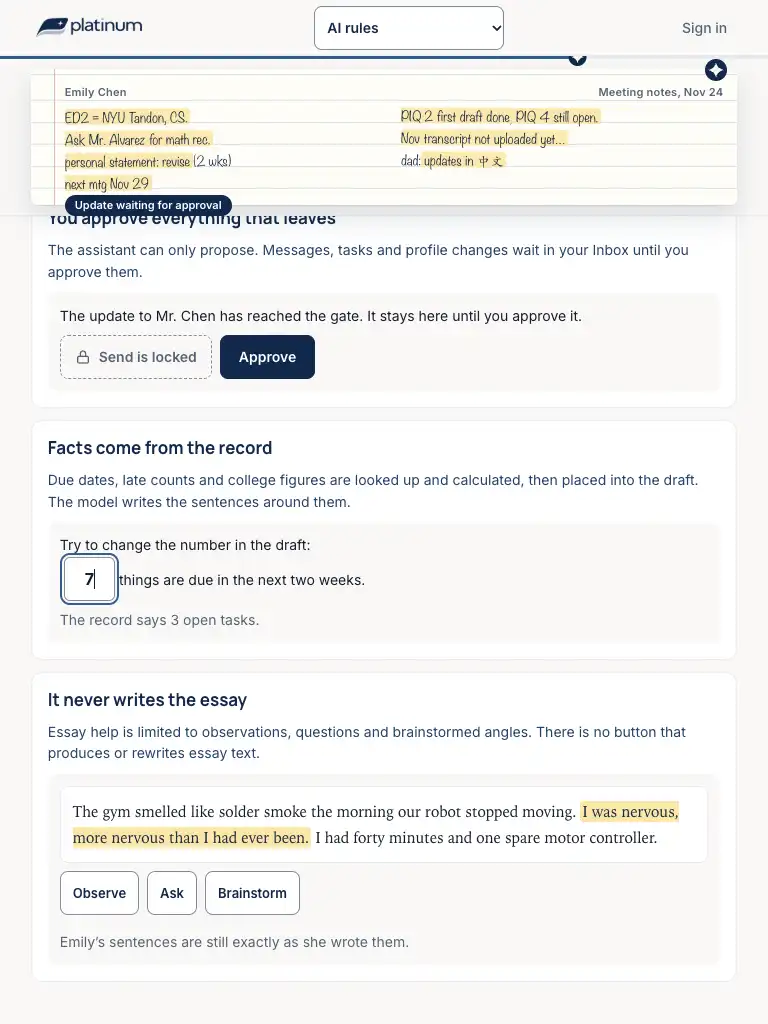 platinum
AI rules
Sign in
Emily Chen
Meeting notes, Nov 24
ED2 = NYU Tandon, CS.
Ask Mr. Alvarez for math rec.
personal statement: revise (2 wks)
next mtg Nov 29
PIQ 2 first draft done, PIQ 4 still open.
Nov transcript not uploaded yet...
dad: updates in 中文
Update waiting for approval
You approve everything that leaves
The assistant can only propose. Messages, tasks and profile changes wait in your Inbox until you
approve them.
The update to Mr. Chen has reached the gate. It stays here until you approve it.
Send is locked
Approve
Facts come from the record
Due dates, late counts and college figures are looked up and calculated, then placed into the draft.
The model writes the sentences around them.
Try to change the number in the draft:
7 things are due in the next two weeks.
The record says 3 open tasks.
It never writes the essay
Essay help is limited to observations, questions and brainstormed angles. There is no button that
produces or rewrites essay text.
The gym smelled like solder smoke the morning our robot stopped moving. I was nervous,
more nervous than I had ever been. I had forty minutes and one spare motor controller.
Observe
Ask
Brainstorm
Emily’s sentences are still exactly as she wrote them.